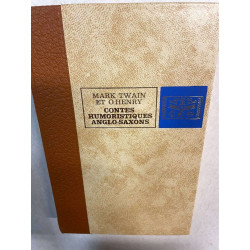 MARK TWAIN
ET O'HENRY
CONTES
HUMORISTIQUES
ANGLO-SAXONS